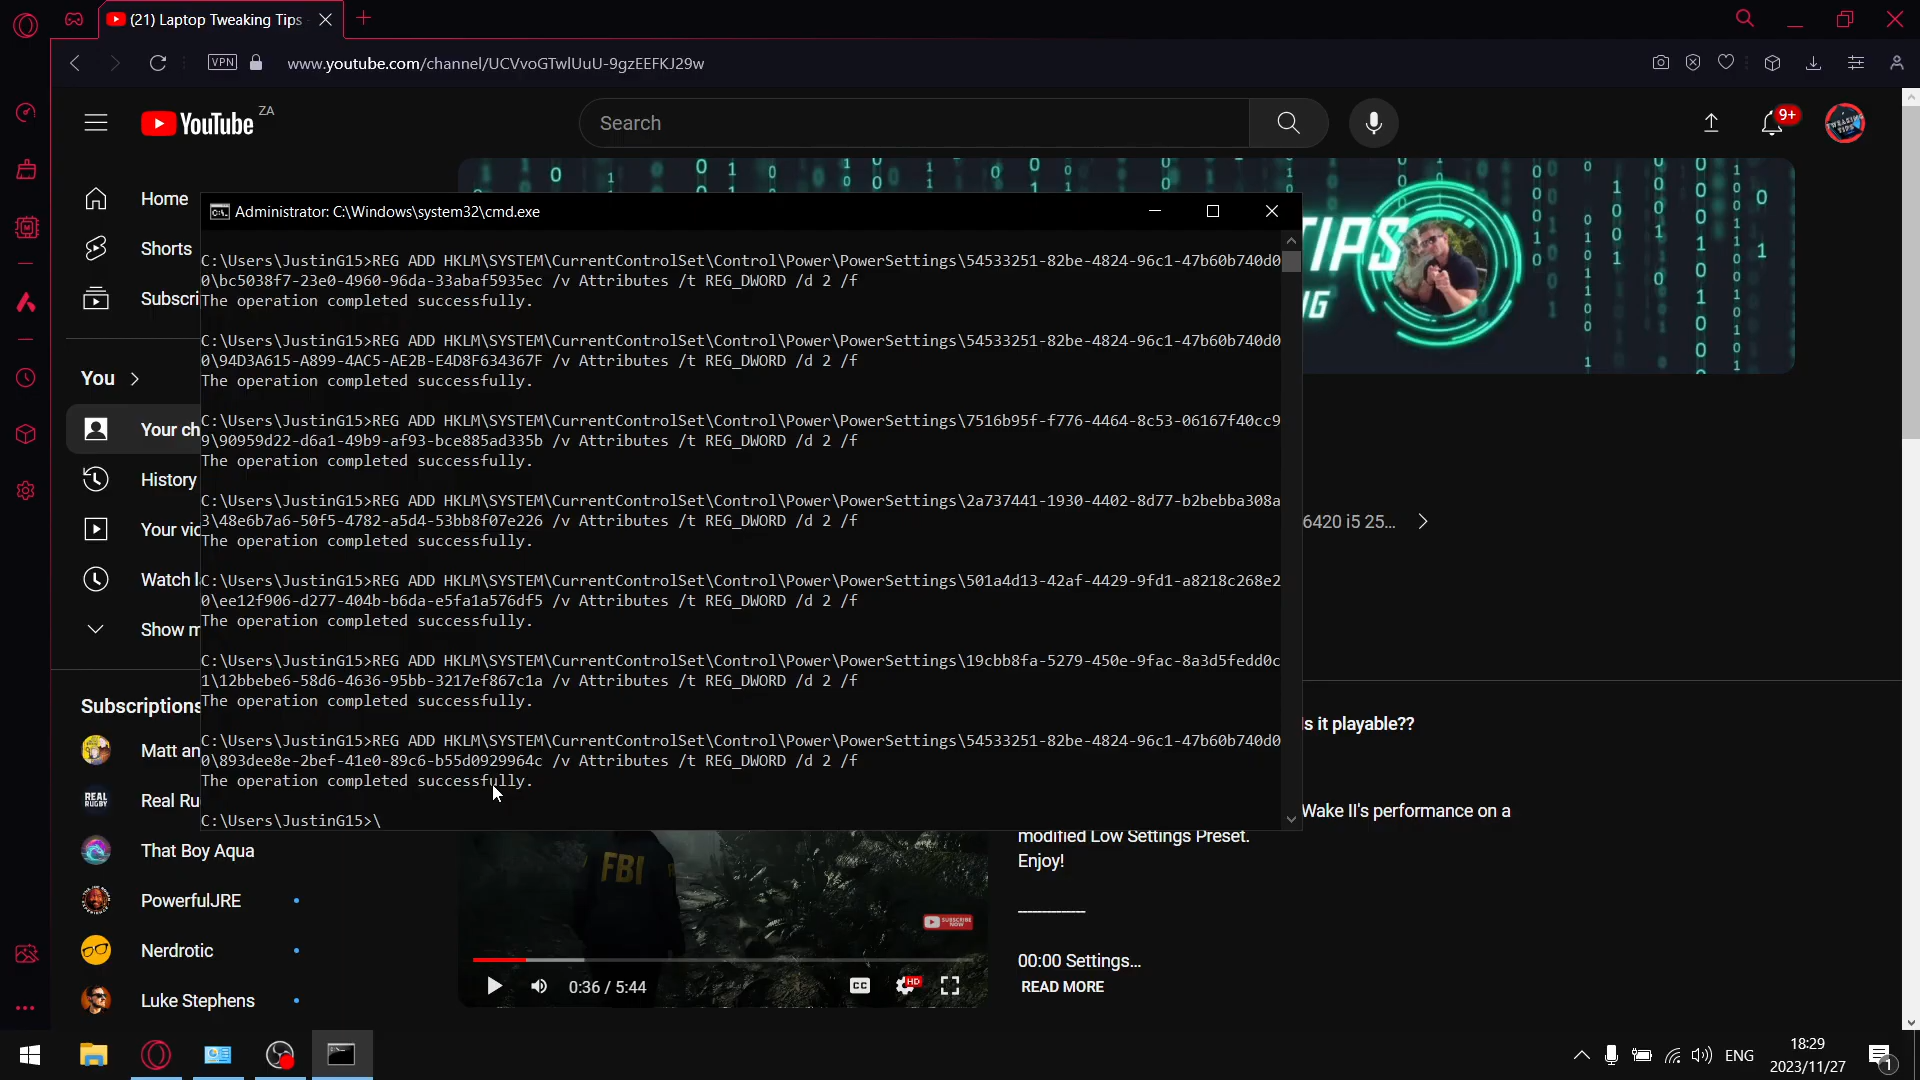 (21) Laptop Tweaking Tips
VPN
www.youtube.com/channel/UCVvoGTwlUuU-9gzEEFKJ29w
YouTube
ZA
Search
9+
TWEAKING
TIPS
Home
Shorts
Subscri
You
Your ch
History
Your vid
Watch l
Show m
Subscriptions
Matt an
REAL
RUGBY
Real Ru
That Boy Aqua
PowerfulJRE
Nerdrotic
Luke Stephens
TIPS
Administrator: C:\Windows\system32\cmd.exe
C:\Users\JustinG15>REG ADD HKLM\SYSTEM\CurrentControlSet\Control\Power\PowerSettings\54533251-82be-4824-96c1-47b60b740d0
0\bc5038f7-23e0-4960-96da-33abaf5935ec /v Attributes /t REG_DWORD /d 2 /f
The operation completed successfully.
C:\Users\JustinG15>REG ADD HKLM\SYSTEM\CurrentControlSet\Control\Power\PowerSettings\54533251-82be-4824-96c1-47b60b740d0
0\94D3A615-A899-4AC5-AE2B-E4D8F634367F /v Attributes /t REG_DWORD /d 2 /f
The operation completed successfully.
C:\Users\JustinG15>REG ADD HKLM\SYSTEM\CurrentControlSet\Control\Power\PowerSettings\7516b95f-f776-4464-8c53-06167f40cc9
9\90959d22-d6a1-49b9-af93-bce885ad335b /v Attributes /t REG_DWORD /d 2 /f
The operation completed successfully.
C:\Users\JustinG15>REG ADD HKLM\SYSTEM\CurrentControlSet\Control\Power\PowerSettings\2a737441-1930-4402-8d77-b2bebba308a
3\48e6b7a6-50f5-4782-a5d4-53bb8f07e226 /v Attributes /t REG_DWORD /d 2 /f
The operation completed successfully.
C:\Users\JustinG15>REG ADD HKLM\SYSTEM\CurrentControlSet\Control\Power\PowerSettings\501a4d13-42af-4429-9fd1-a8218c268e2
0\ee12f906-d277-404b-b6da-e5fa1a576df5 /v Attributes /t REG_DWORD /d 2 /f
The operation completed successfully.
C:\Users\JustinG15>REG ADD HKLM\SYSTEM\CurrentControlSet\Control\Power\PowerSettings\19cbb8fa-5279-450e-9fac-8a3d5fedd0c
1\12bbebe6-58d6-4636-95bb-3217ef867c1a /v Attributes /t REG_DWORD /d 2 /f
The operation completed successfully.
C:\Users\JustinG15>REG ADD HKLM\SYSTEM\CurrentControlSet\Control\Power\PowerSettings\54533251-82be-4824-96c1-47b60b740d0
0\893dee8e-2bef-41e0-89c6-b55d0929964c /v Attributes /t REG_DWORD /d 2 /f
The operation completed successfully.
C:\Users\JustinG15>\
6420 i5 25...
s it playable??
Wake II's performance on a
modified Low Settings Preset.
Enjoy!
---------------
00:00 Settings...
READ MORE
FBI
SUBSCRIBE
NOW
0:36 / 5:44
CC
HD
ENG
18:29
2023/11/27
1